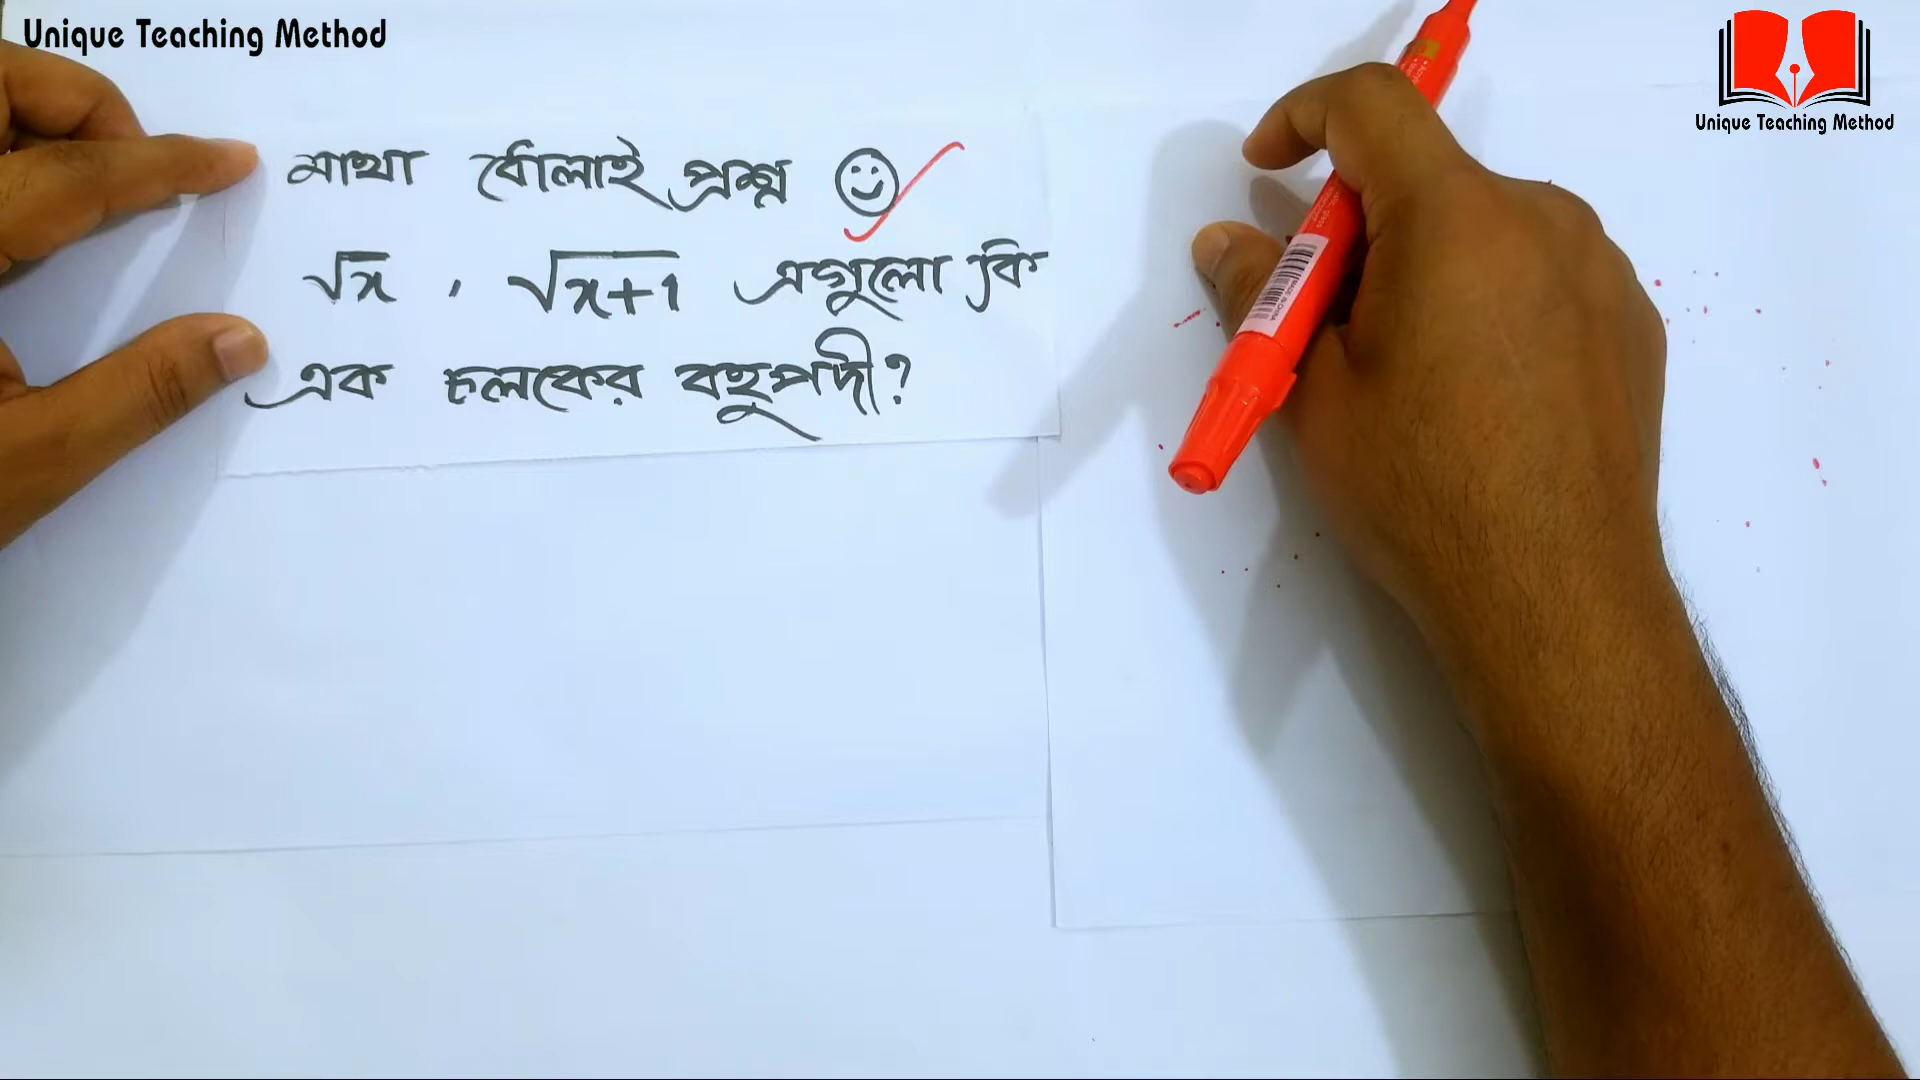 Unique Teaching Method
Unique Teaching Method
মাথা ধোলাই প্রশ্ন
√x , √x+1 এগুলো কি
এক চলকের বহুপদী?